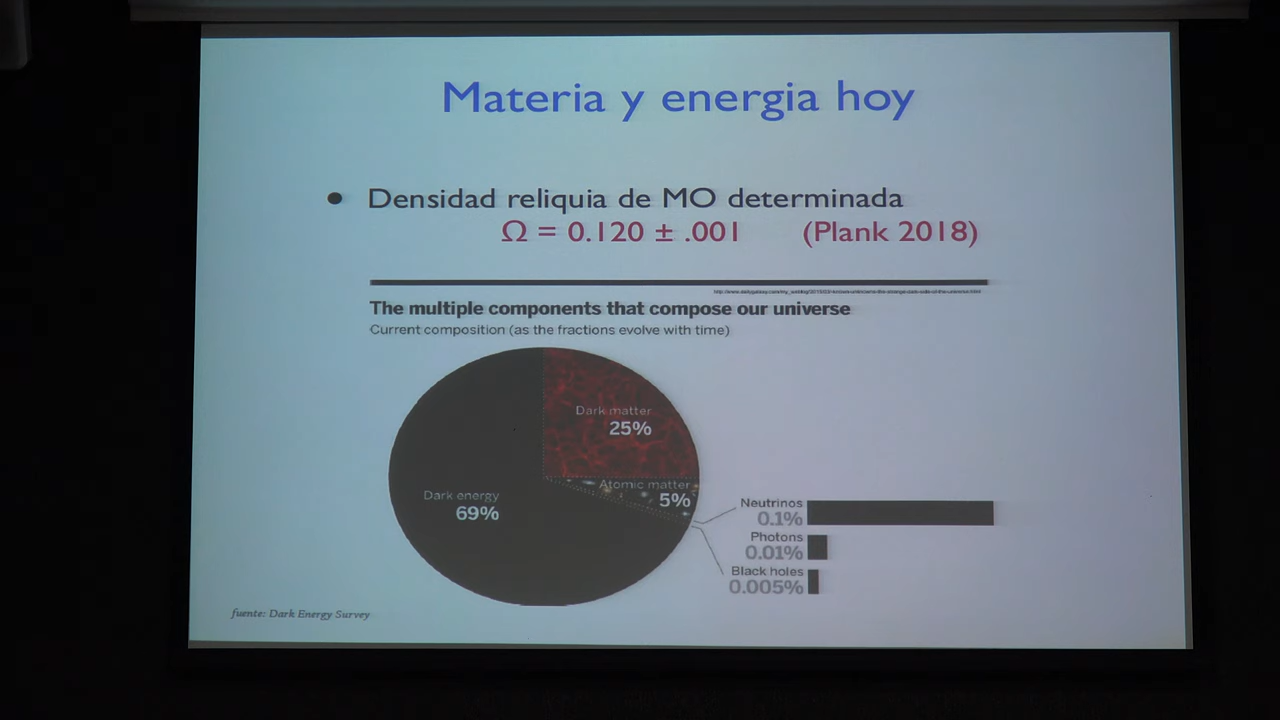 Materia y energia hoy
• Densidad reliquia de MO determinada
Ω = 0.120 ± .001 (Plank 2018)
The multiple components that compose our universe
Current composition (as the fractions evolve with time)
Dark matter
25%
Atomic matter
5%
Dark energy
69%
Neutrinos
0.1%
Photons
0.01%
Black holes
0.005%
fuente: Dark Energy Survey